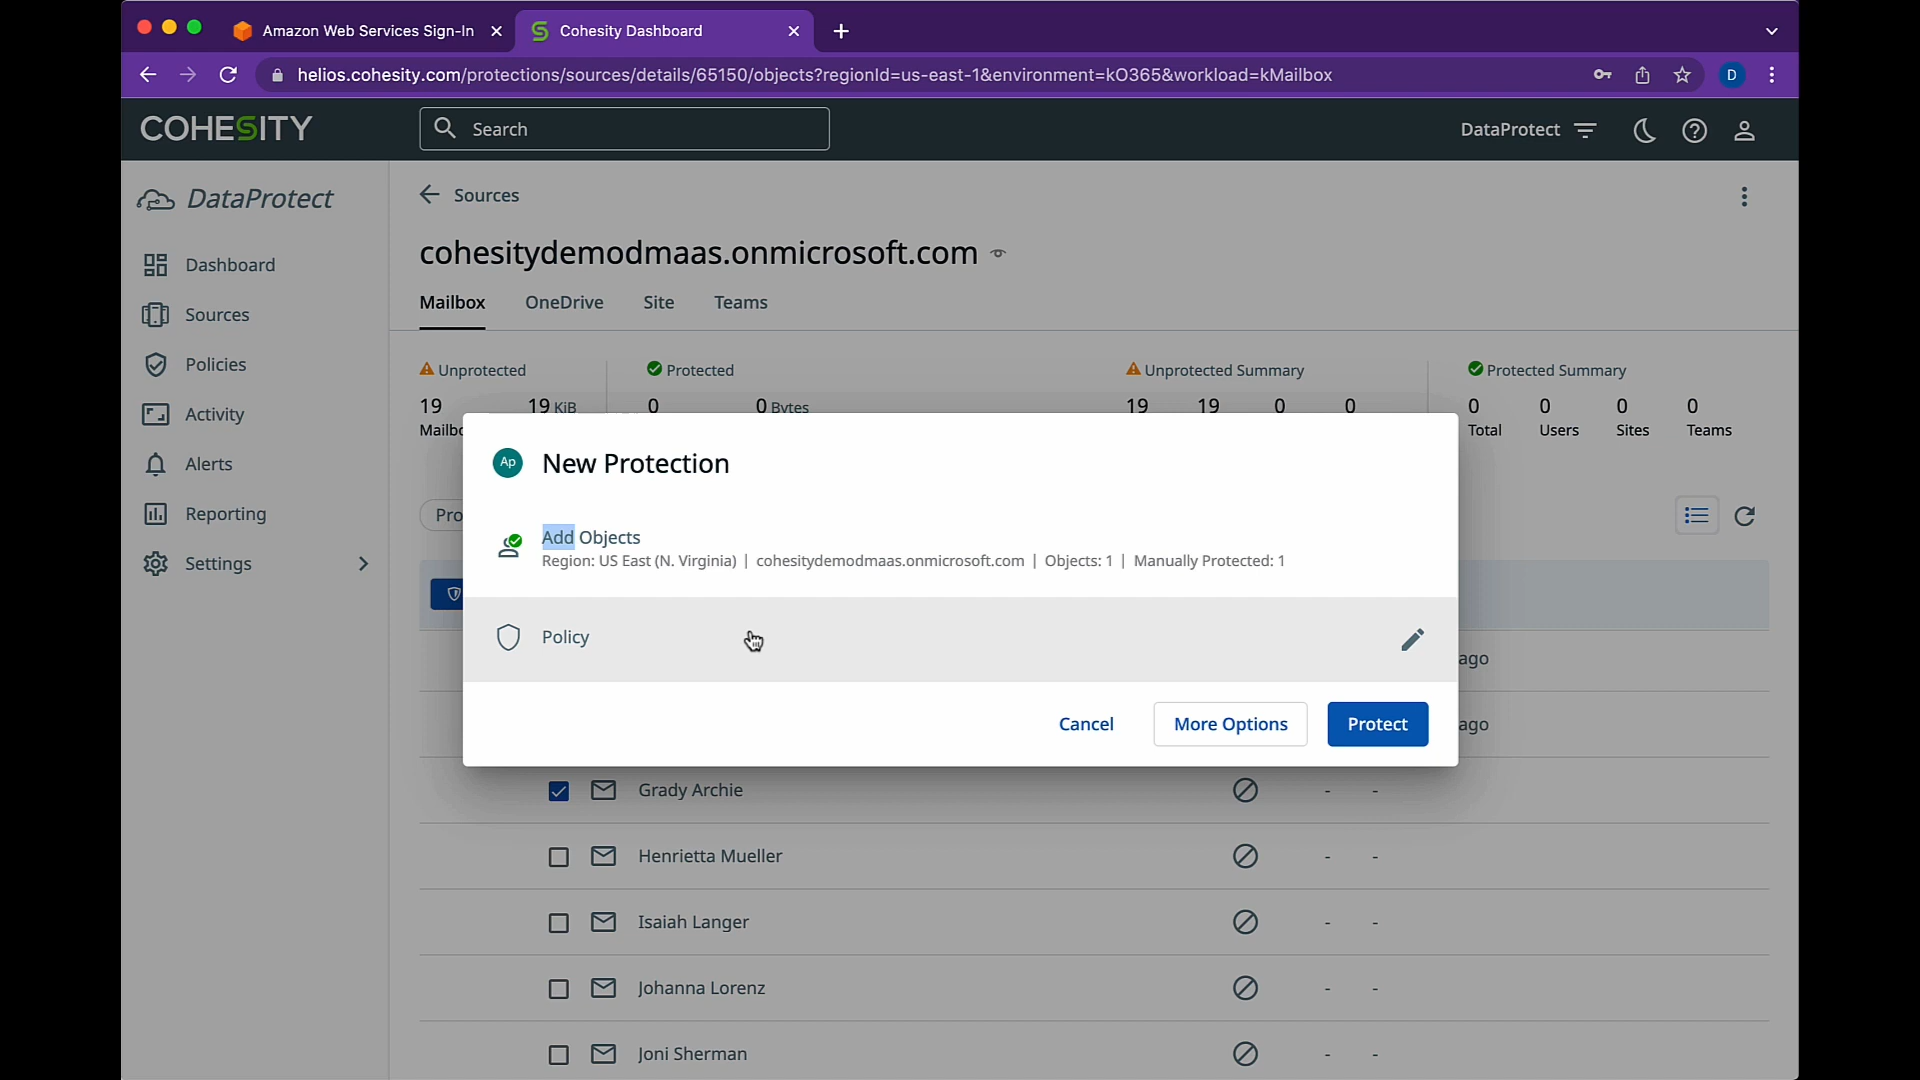 Amazon Web Services Sign-In
Cohesity Dashboard
helios.cohesity.com/protections/sources/details/65150/objects?regionId=us-east-1&environment=kO365&workload=kMailbox
D
COHESITY
Search
DataProtect
DataProtect
Dashboard
Sources
Policies
Activity
Alerts
Reporting
Settings
Sources
cohesitydemodmaas.onmicrosoft.com
Mailbox OneDrive Site Teams
Unprotected
19 19 KiB
Protected
0 0 Bytes
Unprotected Summary
19 19 0 0
Protected Summary
0 0 0 0
Total Users Sites Teams
Ap New Protection
Add Objects
Region: US East (N. Virginia) | cohesitydemodmaas.onmicrosoft.com | Objects: 1 | Manually Protected: 1
Policy
ago
Cancel More Options Protect
ago
Grady Archie - -
Henrietta Mueller - -
Isaiah Langer - -
Johanna Lorenz - -
Joni Sherman - -